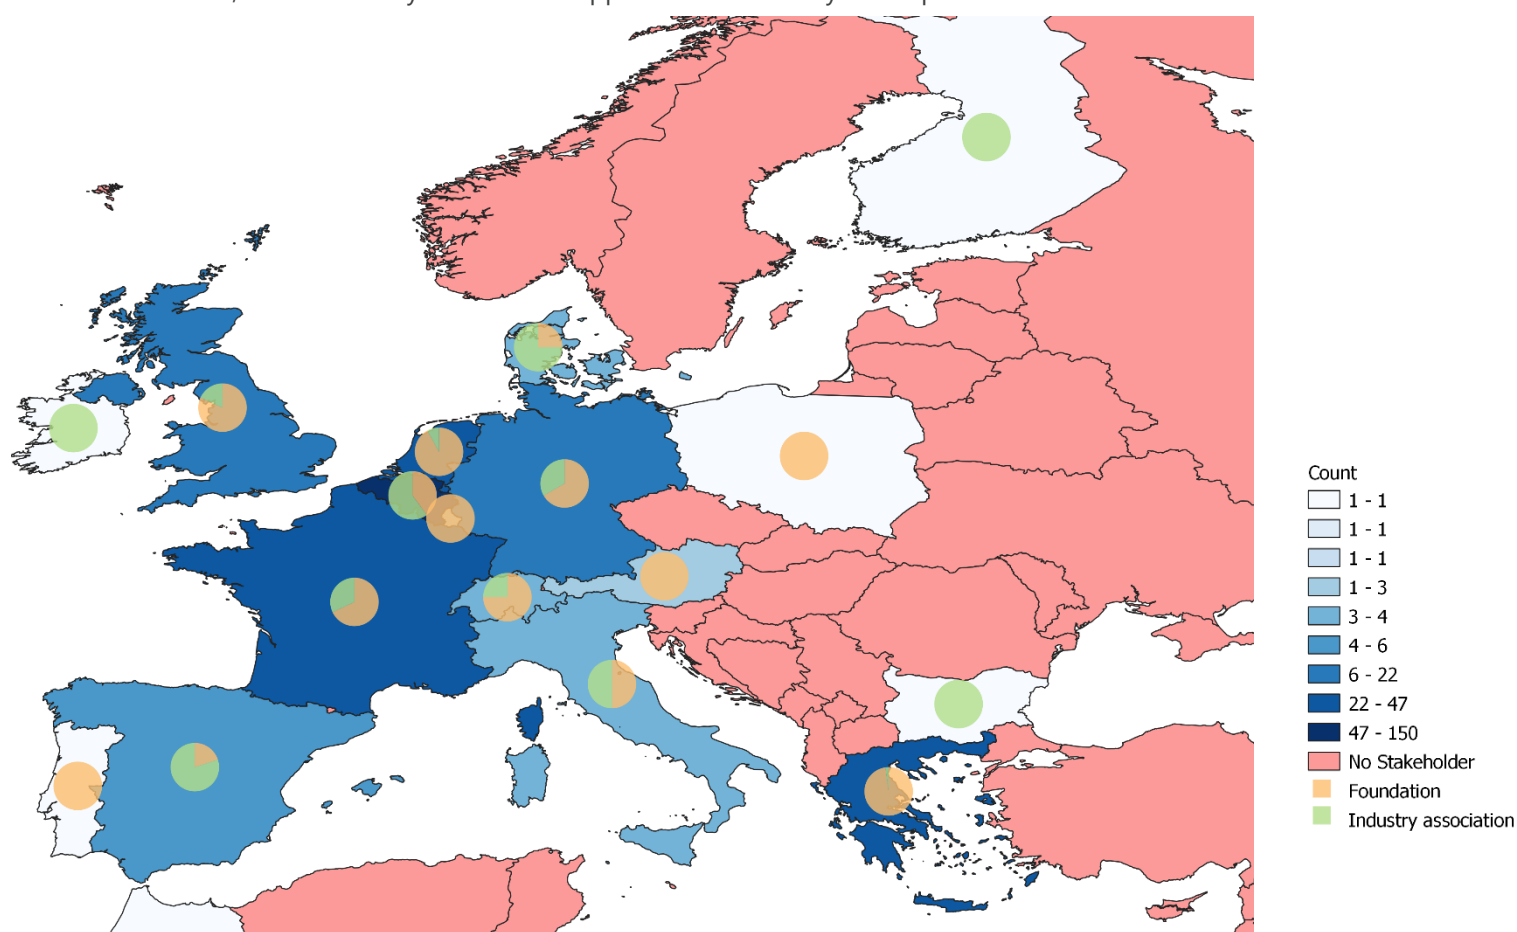 Count
1 - 1
1 - 1
1 - 1
1 - 3
3 - 4
4 - 6
6 - 22
22 - 47
47 - 150
No Stakeholder
Foundation
Industry association